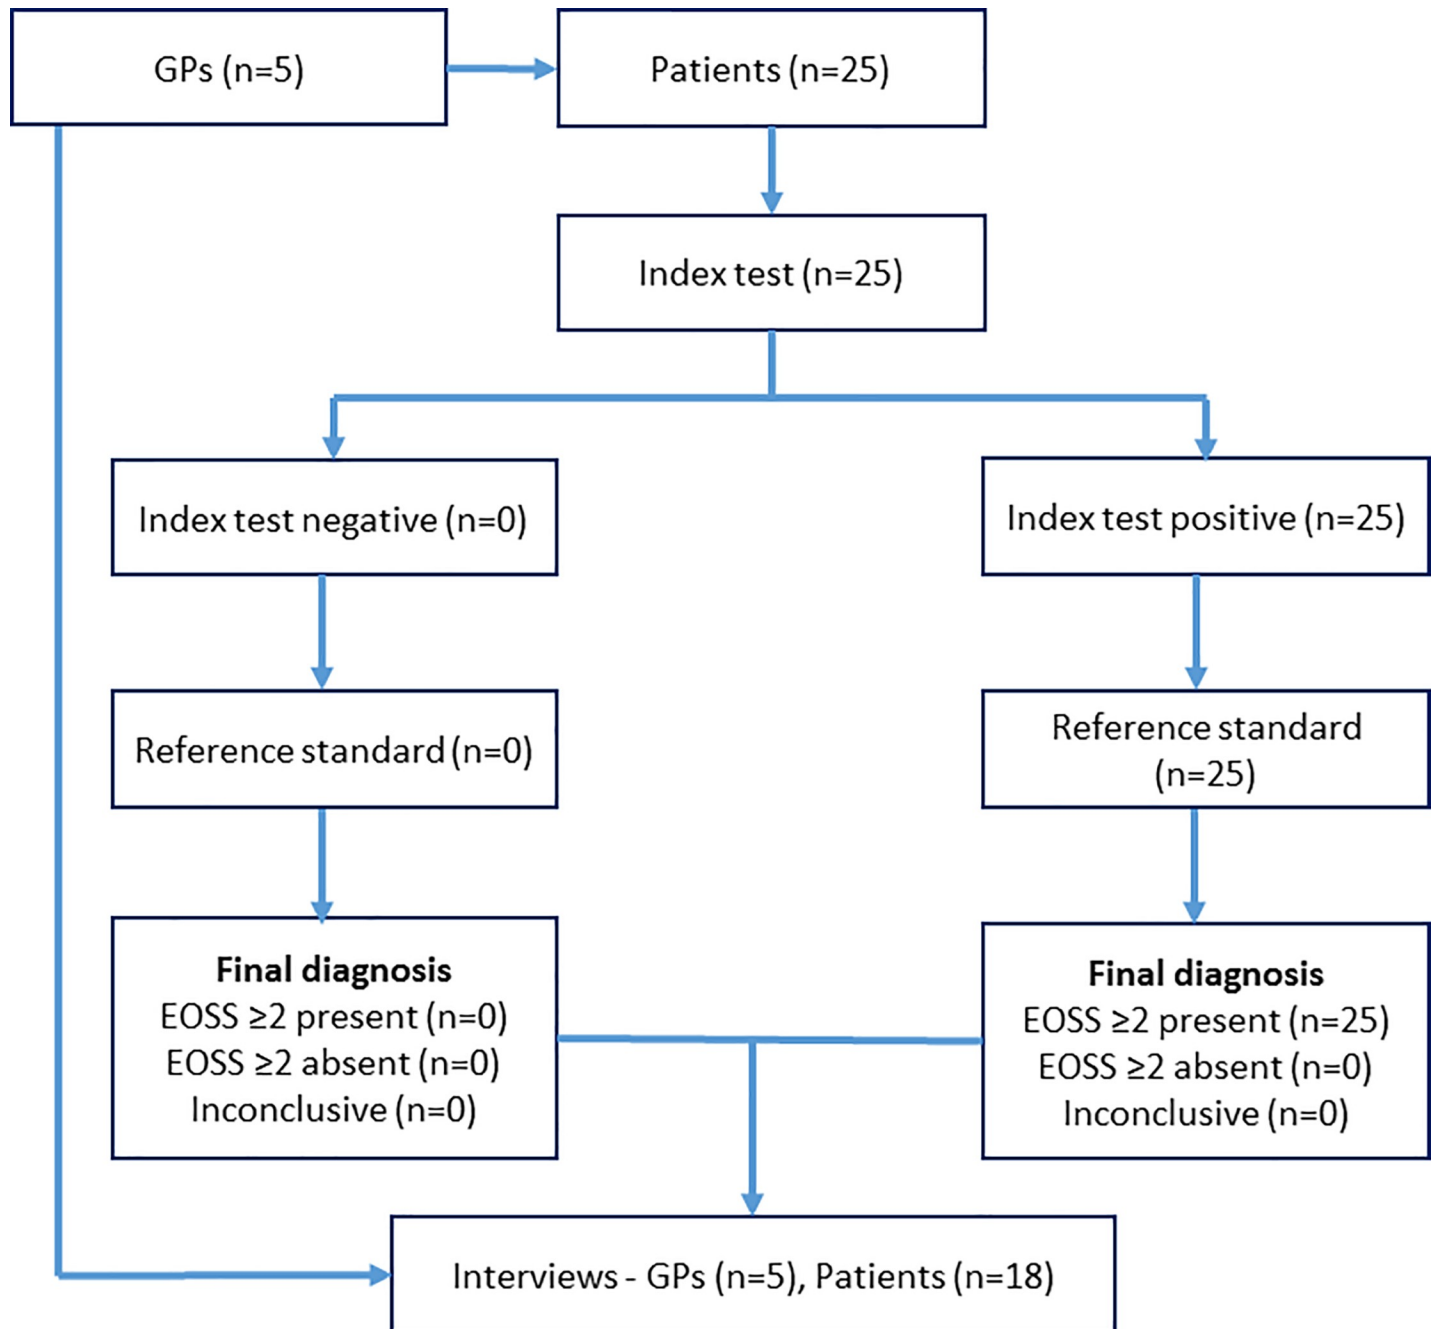 GPs (n=5)
Patients (n=25)
Index test (n=25)
Index test negative (n=0)
Index test positive (n=25)
Reference standard (n=0)
Reference standard
(n=25)
Final diagnosis
EOSS ≥2 present (n=0)
EOSS ≥2 absent (n=0)
Inconclusive (n=0)
Final diagnosis
EOSS ≥2 present (n=25)
EOSS ≥2 absent (n=0)
Inconclusive (n=0)
Interviews - GPs (n=5), Patients (n=18)